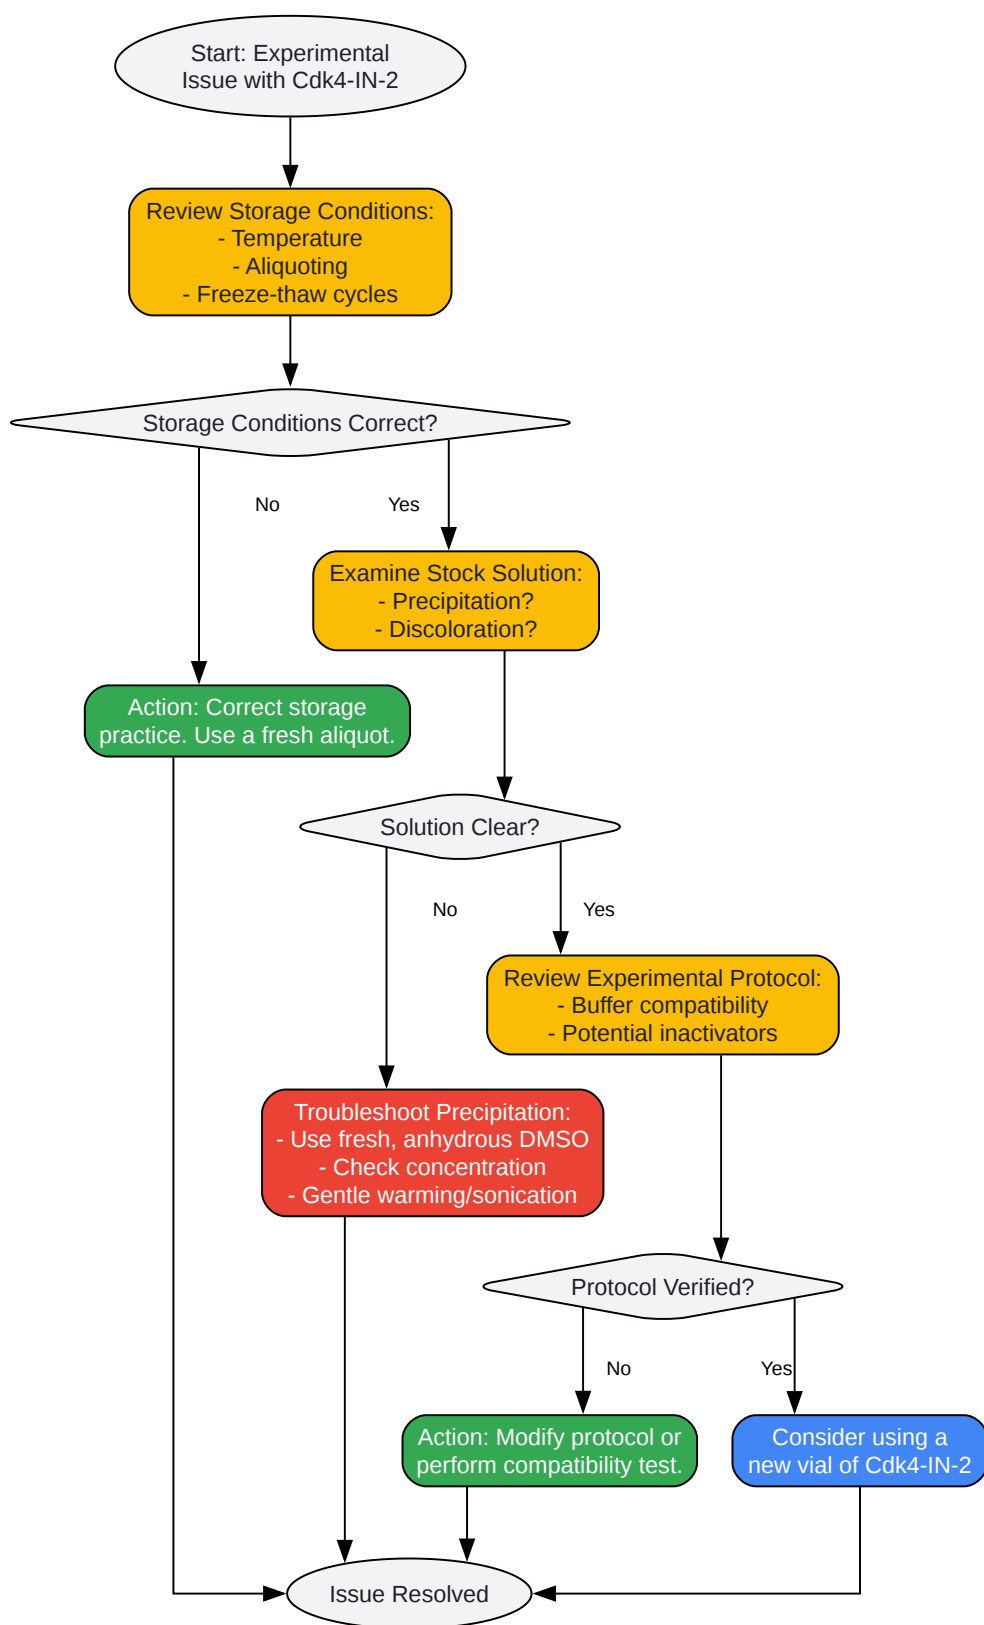 Start: Experimental
Issue with Cdk4-IN-2
Review Storage Conditions:
- Temperature
- Aliquoting
- Freeze-thaw cycles
Storage Conditions Correct?
No
Yes
Examine Stock Solution:
- Precipitation?
- Discoloration?
Action: Correct storage
practice. Use a fresh aliquot.
Solution Clear?
No
Yes
Review Experimental Protocol:
- Buffer compatibility
- Potential inactivators
Troubleshoot Precipitation:
- Use fresh, anhydrous DMSO
- Check concentration
- Gentle warming/sonication
Protocol Verified?
No
Yes
Action: Modify protocol or
perform compatibility test.
Consider using a
new vial of Cdk4-IN-2
Issue Resolved